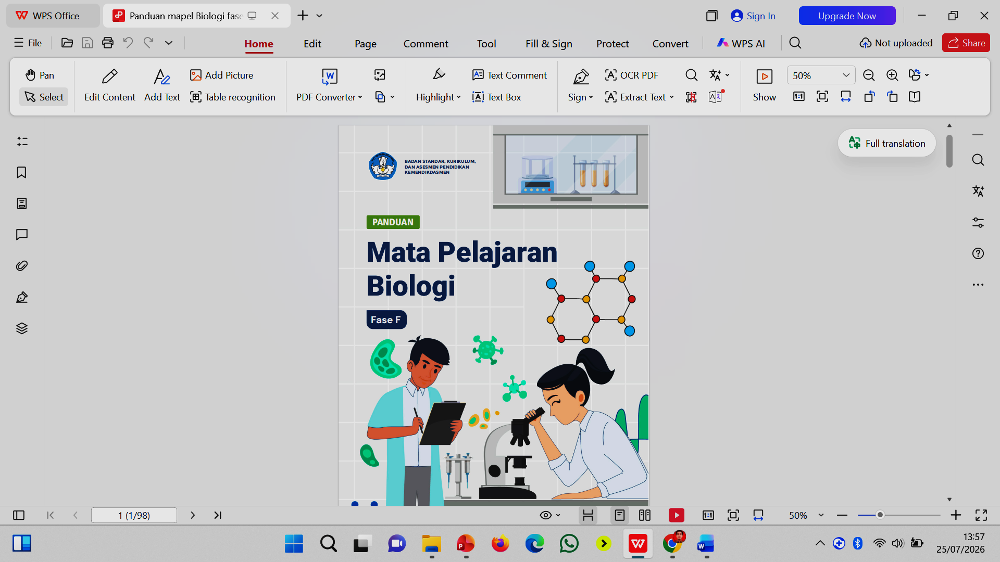 WPS Office
Panduan mapel Biologi fase
Sign In
Upgrade Now
File
Home
Edit
Page
Comment
Tool
Fill & Sign
Protect
Convert
WPS AI
Not uploaded
Share
Pan
Select
Edit Content
Add Text
Add Picture
Table recognition
PDF Converter
Highlight
Text Comment
Text Box
Sign
OCR PDF
Extract Text
Show
50%
Full translation
BADAN STANDAR, KURIKULUM,
DAN ASESMEN PENDIDIKAN
KEMENDIKDASMEN
PANDUAN
Mata Pelajaran
Biologi
Fase F
1 (1/98)
50%
13:57
25/07/2026